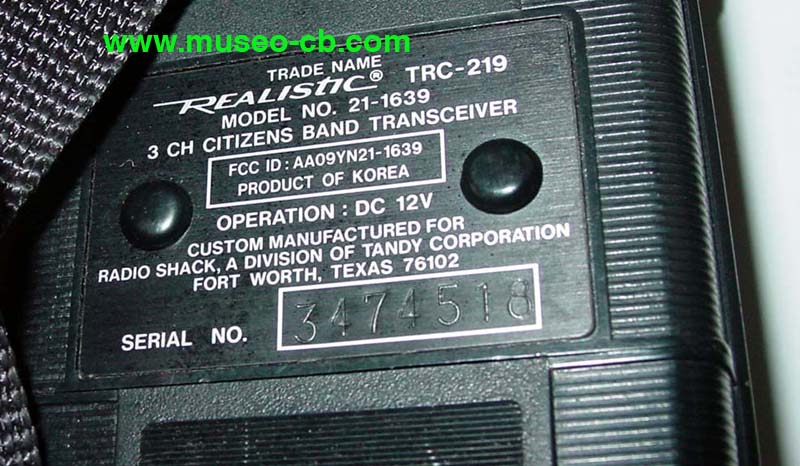 www.museo-cb.com
TRADE NAME
REALISTIC® TRC-219
MODEL NO. 21-1639
3 CH CITIZENS BAND TRANSCEIVER
FCC ID: AAO9YN21-1639
PRODUCT OF KOREA
OPERATION : DC 12V
CUSTOM MANUFACTURED FOR
RADIO SHACK, A DIVISION OF TANDY CORPORATION
FORT WORTH, TEXAS 76102
SERIAL NO. 3474518